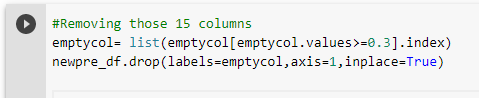 #Removing those 15 columns
emptycol= list(emptycol[emptycol.values>=0.3].index)
newpre_df.drop(labels=emptycol,axis=1,inplace=True)